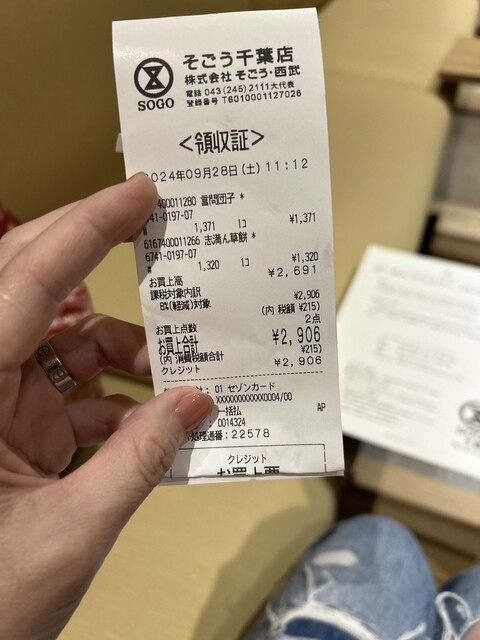 SOGO
そごう千葉店
株式会社 そごう・西武
電話 043(245)2111大代表
登録番号 T6010001127026
<領収証>
2024年09月28日(土) 11:12
400011280 言問団子 *
6741-0197-07
# 1,371 1コ ¥1,371
6167400011266 志満ん草餅 *
6741-0197-07
# 1,320 1コ ¥1,320
お買上高 ¥2,691
課税対象内訳
8%(軽減)対象 ¥2,906
(内 税額 ¥215)
お買上点数 2点
お買上合計 ¥2,906
(内 消費税額合計 ¥215)
クレジット ¥2,906
: 01 セゾンカード
XXXXXXXXXXXX0004/00
一括払 AP
: 0014324
処理通番:22578
クレジット